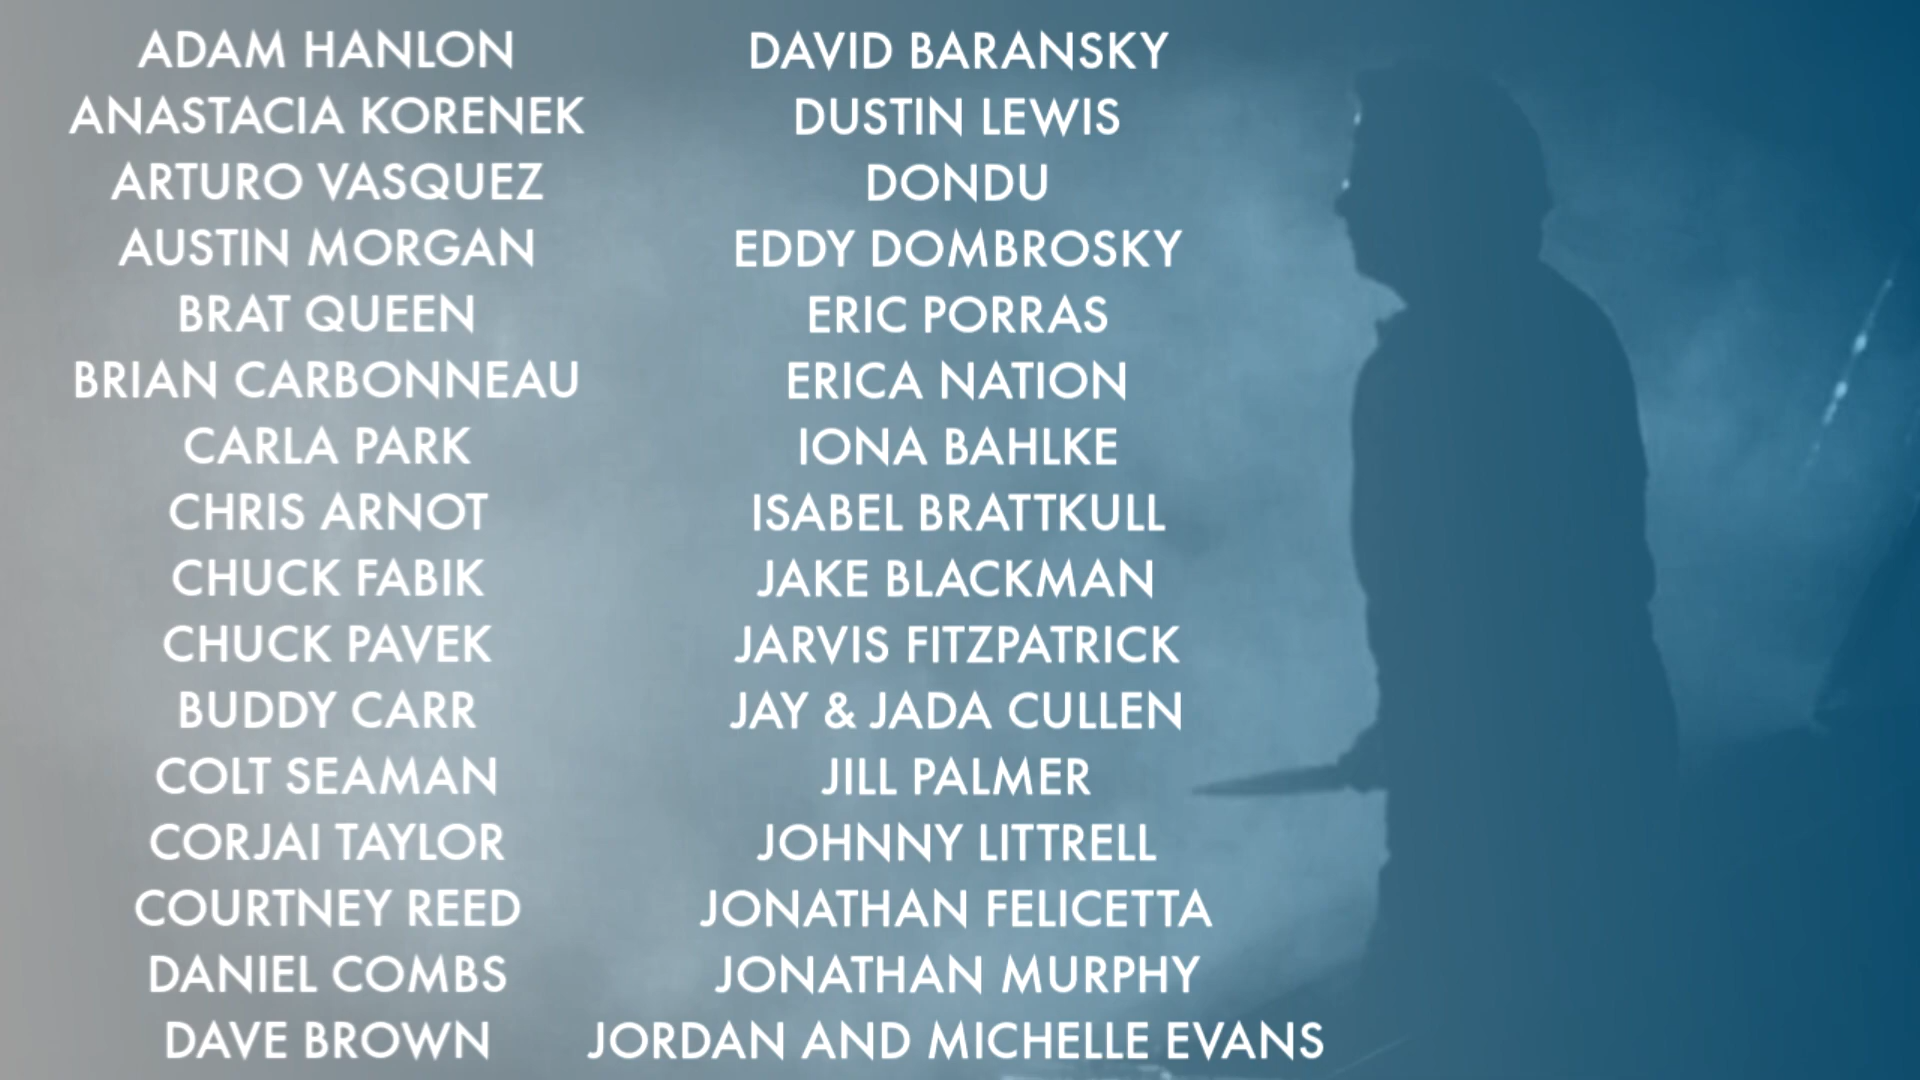 ADAM HANLON
ANASTACIA KORENEK
ARTURO VASQUEZ
AUSTIN MORGAN
BRAT QUEEN
BRIAN CARBONNEAU
CARLA PARK
CHRIS ARNOT
CHUCK FABIK
CHUCK PAVEK
BUDDY CARR
COLT SEAMAN
CORJAI TAYLOR
COURTNEY REED
DANIEL COMBS
DAVE BROWN
DAVID BARANSKY
DUSTIN LEWIS
DONDU
EDDY DOMBROSKY
ERIC PORRAS
ERICA NATION
IONA BAHLKE
ISABEL BRATTKULL
JAKE BLACKMAN
JARVIS FITZPATRICK
JAY & JADA CULLEN
JILL PALMER
JOHNNY LITTRELL
JONATHAN FELICETTA
JONATHAN MURPHY
JORDAN AND MICHELLE EVANS